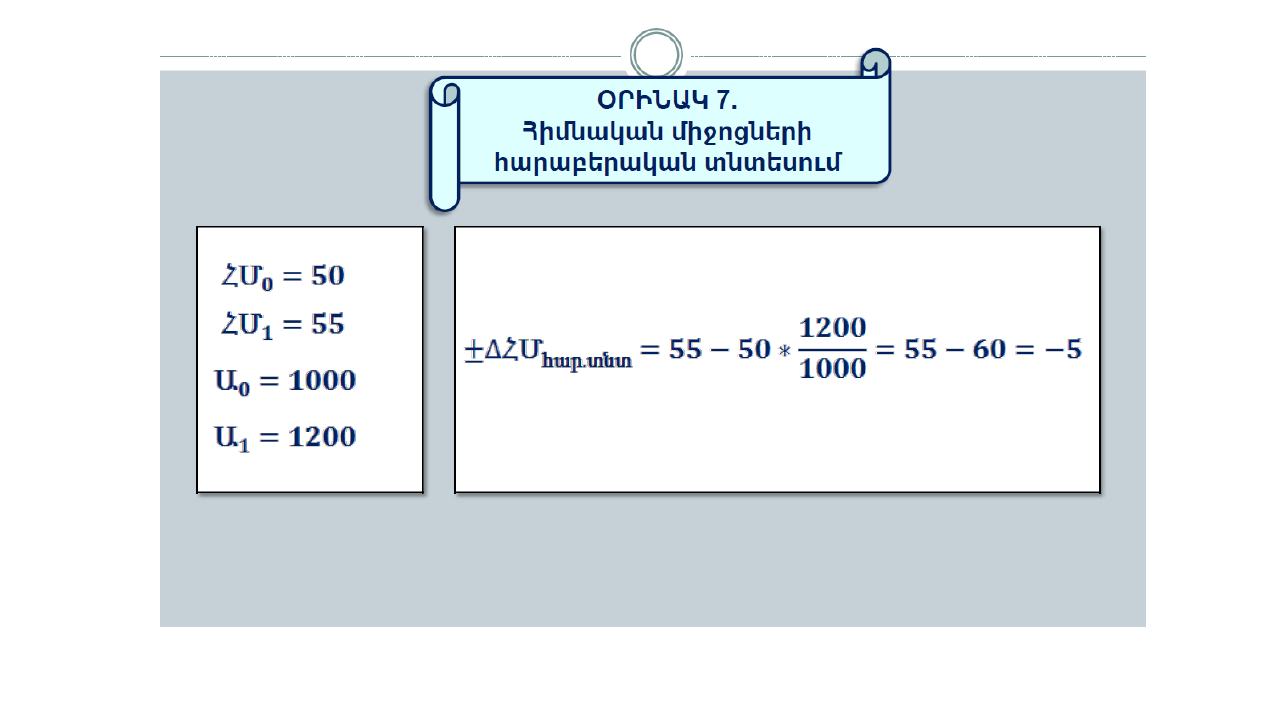 ՕՐԻՆԱԿ 7.
Հիմնական միջոցների
հարաբերական տնտեսում
ՀՄ₀ = 50
ՀՄ₁ = 55
Ա₀ = 1000
Ա₁ = 1200
±ΔՀՄհար.տնտ = 55 − 50 ∗ 1200/1000 = 55 − 60 = −5